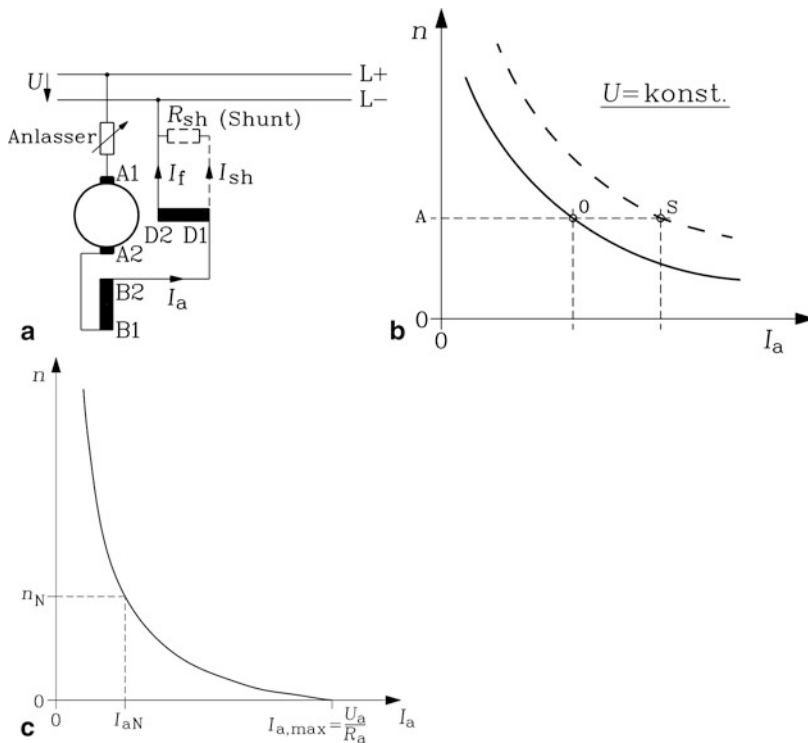 U
L+
L−
R_sh (Shunt)
Anlasser
I_f
I_sh
A1
D2 D1
A2
B2
I_a
B1
a
n
U=konst.
A
0
S
0
0
I_a
b
n
n_N
0
0
I_aN
I_a,max = U_a/R_a
I_a
c